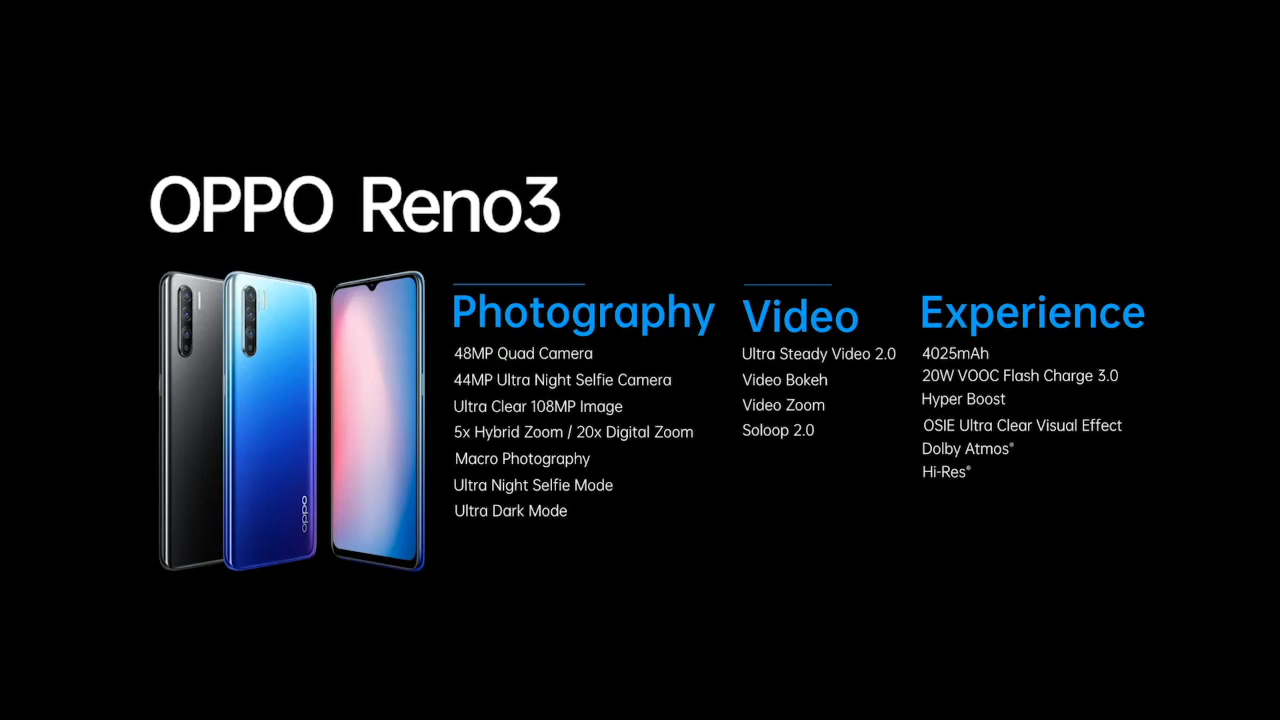 OPPO Reno3
oppo
Photography
48MP Quad Camera
44MP Ultra Night Selfie Camera
Ultra Clear 108MP Image
5x Hybrid Zoom / 20x Digital Zoom
Macro Photography
Ultra Night Selfie Mode
Ultra Dark Mode
Video
Ultra Steady Video 2.0
Video Bokeh
Video Zoom
Soloop 2.0
Experience
4025mAh
20W VOOC Flash Charge 3.0
Hyper Boost
OSIE Ultra Clear Visual Effect
Dolby Atmos®
Hi-Res®